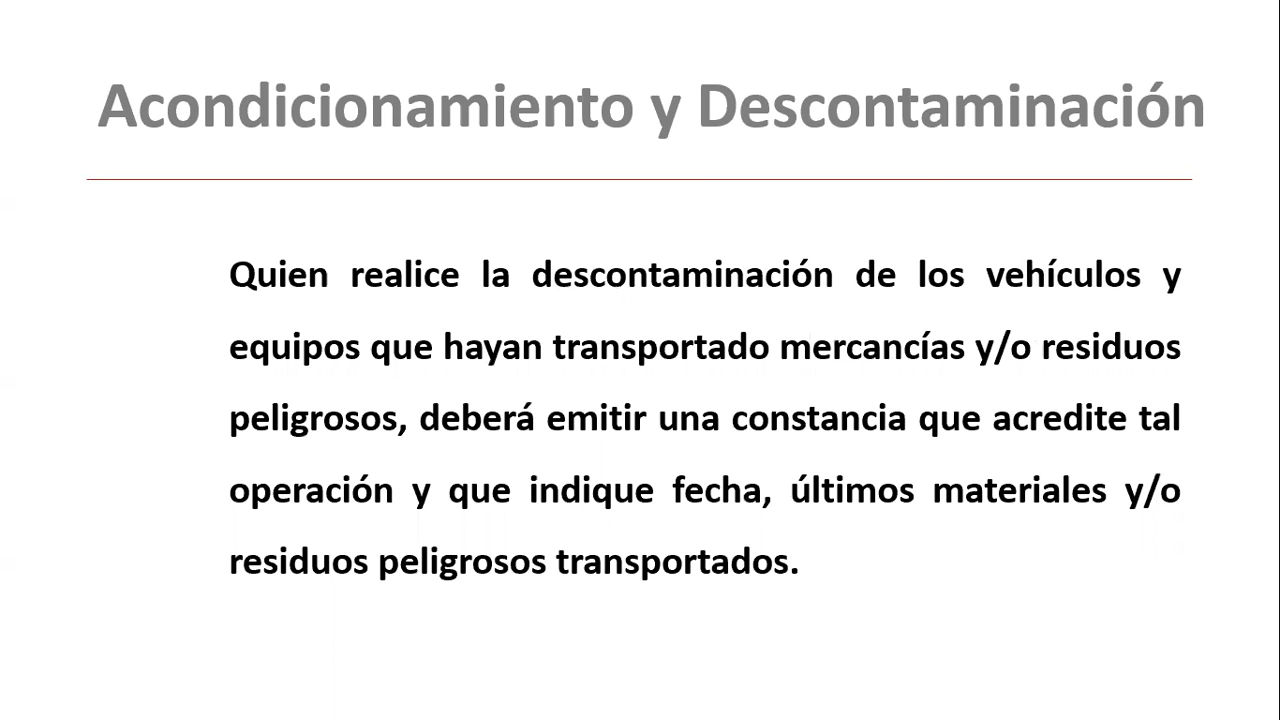 Acondicionamiento y Descontaminación
Quien realice la descontaminación de los vehículos y
equipos que hayan transportado mercancías y/o residuos
peligrosos, deberá emitir una constancia que acredite tal
operación y que indique fecha, últimos materiales y/o
residuos peligrosos transportados.